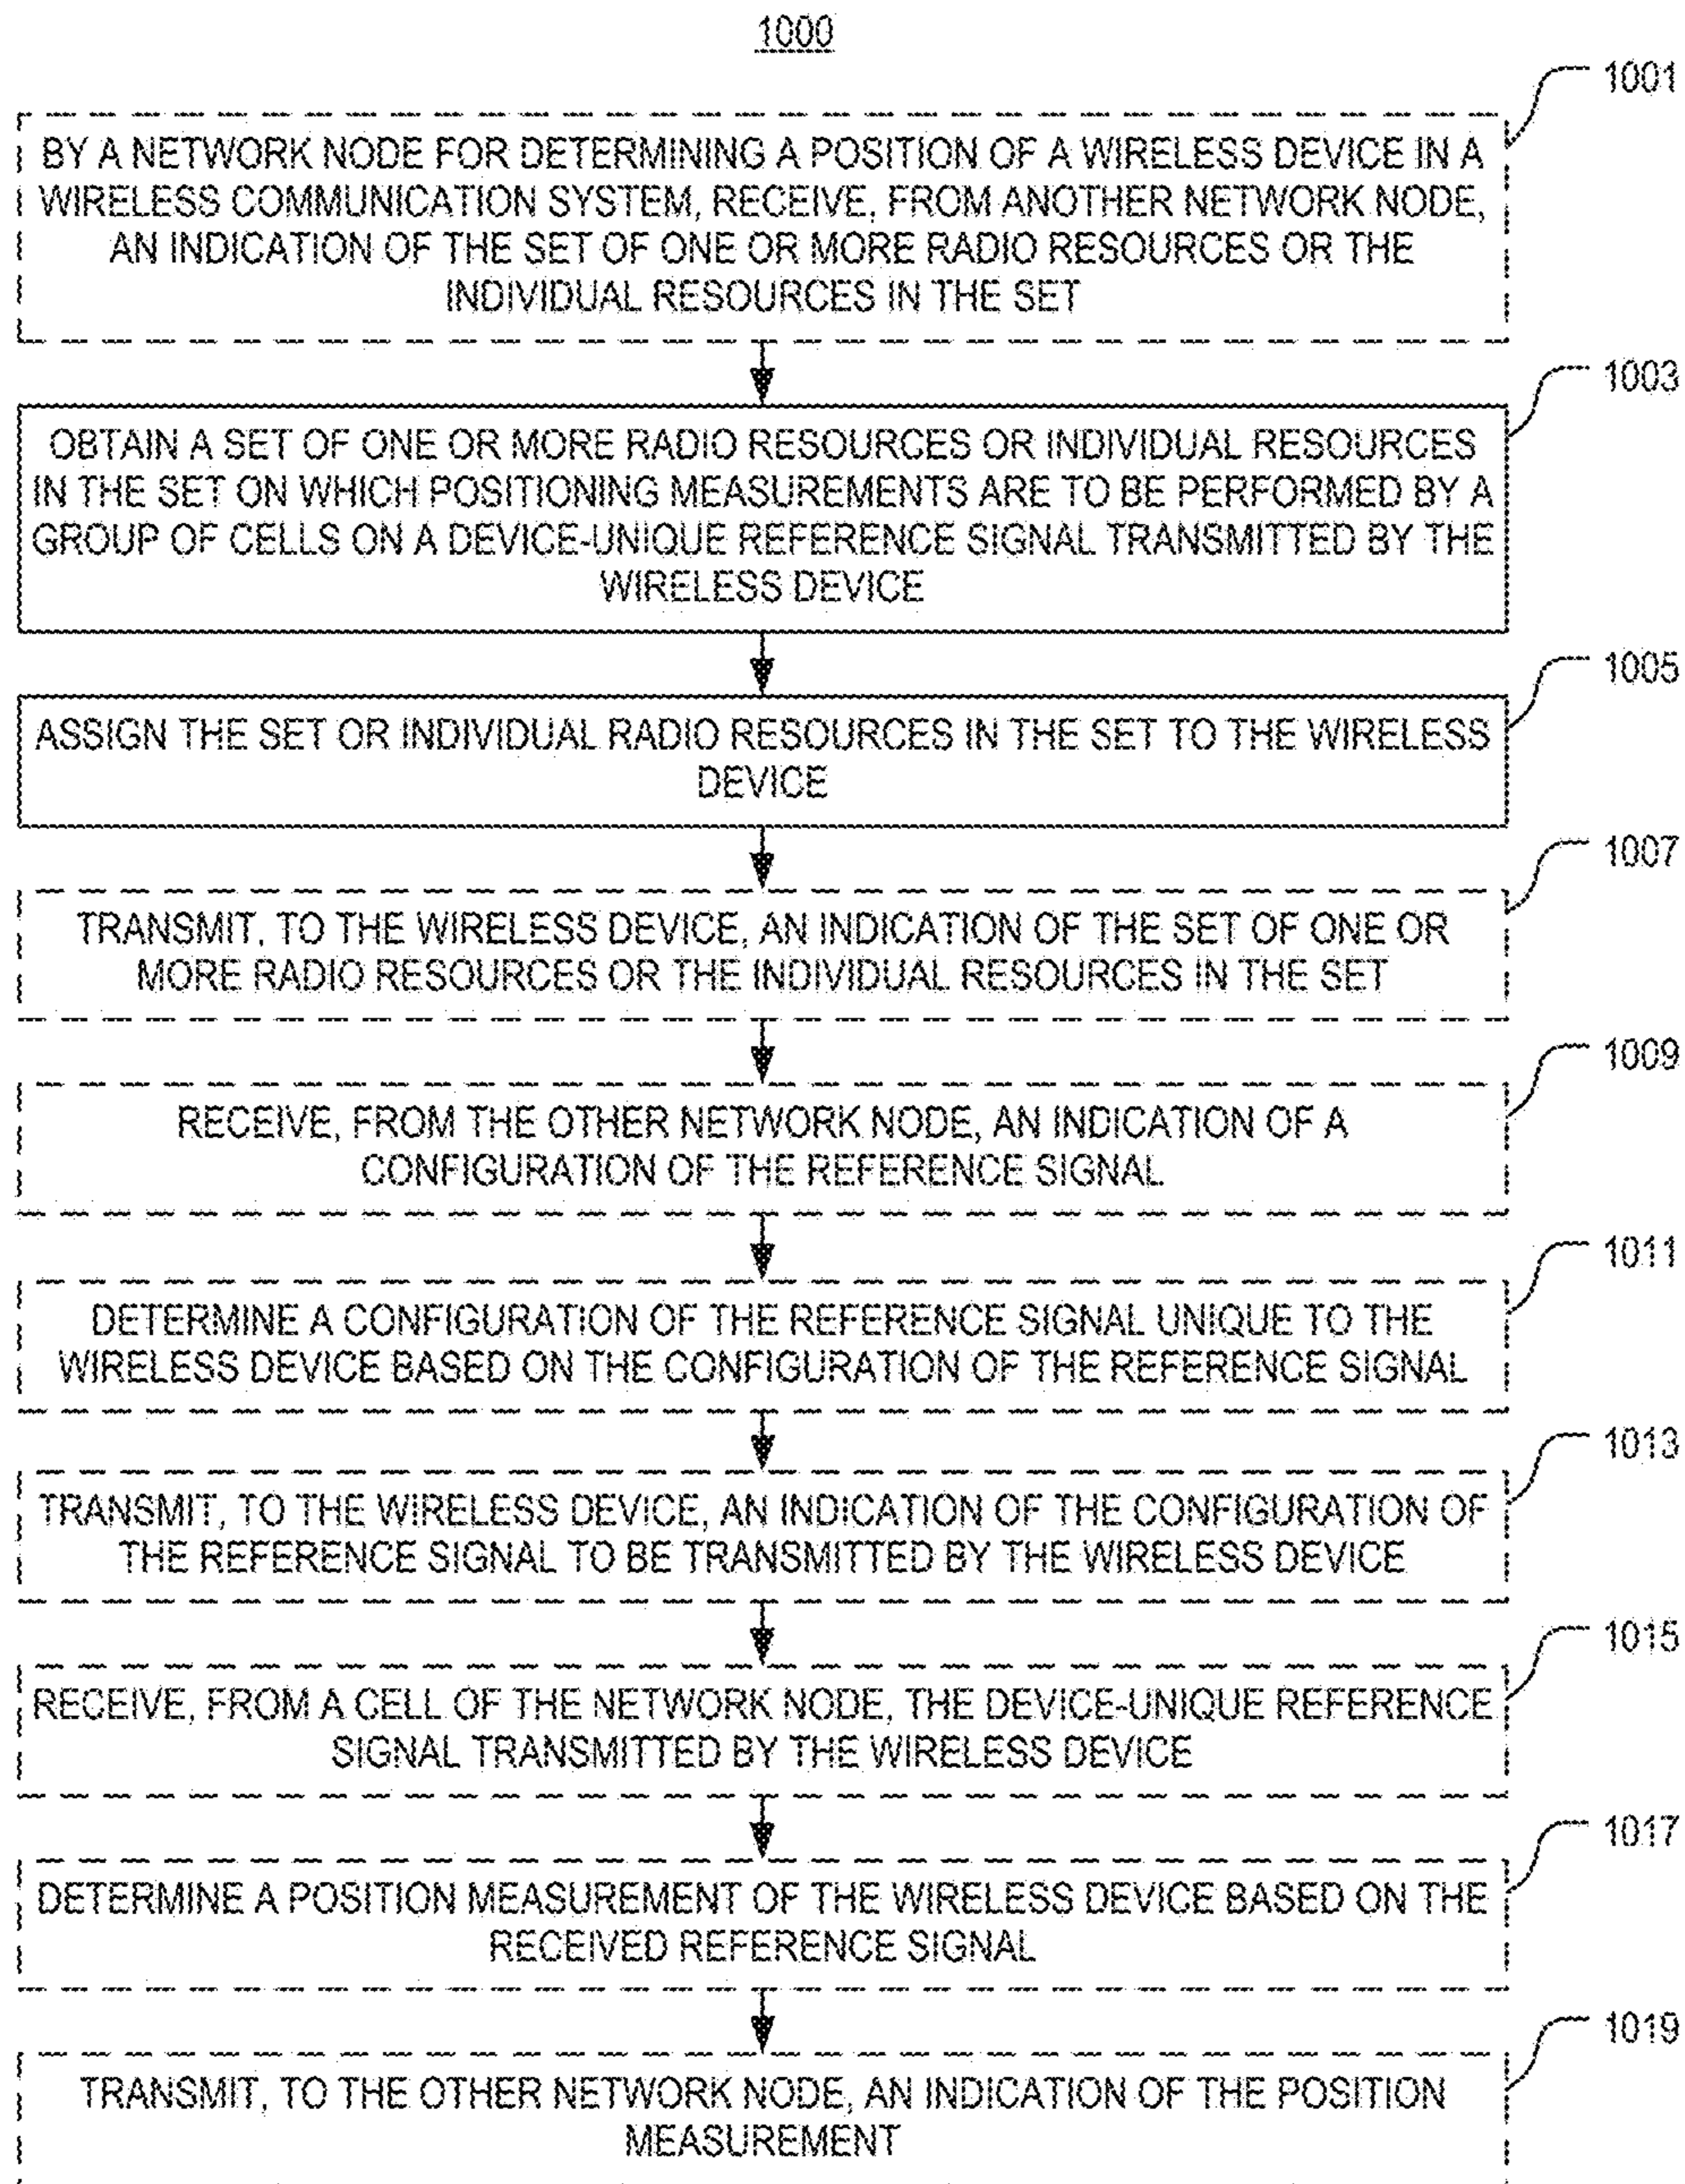 1000
1001
BY A NETWORK NODE FOR DETERMINING A POSITION OF A WIRELESS DEVICE IN A
WIRELESS COMMUNICATION SYSTEM, RECEIVE, FROM ANOTHER NETWORK NODE,
AN INDICATION OF THE SET OF ONE OR MORE RADIO RESOURCES OR THE
INDIVIDUAL RESOURCES IN THE SET
1003
OBTAIN A SET OF ONE OR MORE RADIO RESOURCES OR INDIVIDUAL RESOURCES
IN THE SET ON WHICH POSITIONING MEASUREMENTS ARE TO BE PERFORMED BY A
GROUP OF CELLS ON A DEVICE-UNIQUE REFERENCE SIGNAL TRANSMITTED BY THE
WIRELESS DEVICE
1005
ASSIGN THE SET OR INDIVIDUAL RADIO RESOURCES IN THE SET TO THE WIRELESS
DEVICE
1007
TRANSMIT, TO THE WIRELESS DEVICE, AN INDICATION OF THE SET OF ONE OR
MORE RADIO RESOURCES OR THE INDIVIDUAL RESOURCES IN THE SET
1009
RECEIVE, FROM THE OTHER NETWORK NODE, AN INDICATION OF A
CONFIGURATION OF THE REFERENCE SIGNAL
1011
DETERMINE A CONFIGURATION OF THE REFERENCE SIGNAL UNIQUE TO THE
WIRELESS DEVICE BASED ON THE CONFIGURATION OF THE REFERENCE SIGNAL
1013
TRANSMIT, TO THE WIRELESS DEVICE, AN INDICATION OF THE CONFIGURATION OF
THE REFERENCE SIGNAL TO BE TRANSMITTED BY THE WIRELESS DEVICE
1015
RECEIVE, FROM A CELL OF THE NETWORK NODE, THE DEVICE-UNIQUE REFERENCE
SIGNAL TRANSMITTED BY THE WIRELESS DEVICE
1017
DETERMINE A POSITION MEASUREMENT OF THE WIRELESS DEVICE BASED ON THE
RECEIVED REFERENCE SIGNAL
1019
TRANSMIT, TO THE OTHER NETWORK NODE, AN INDICATION OF THE POSITION
MEASUREMENT